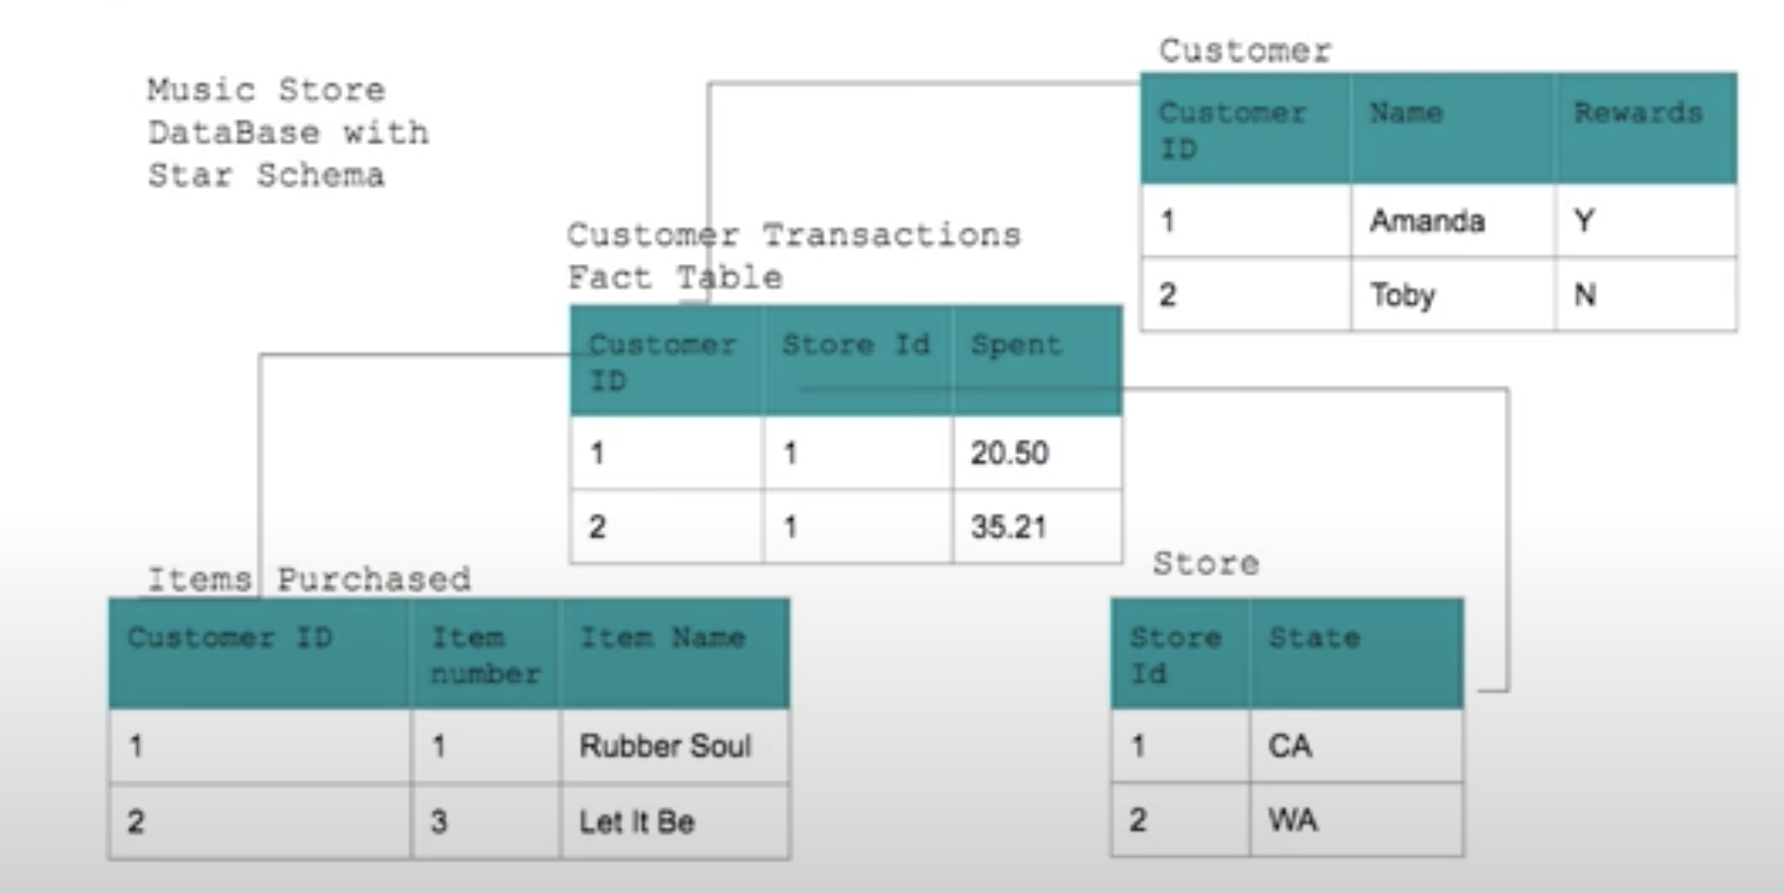 Music Store
DataBase with
Star Schema
Customer
Customer ID Name Rewards
1 Amanda Y
2 Toby N
Customer Transactions
Fact Table
Customer ID Store Id Spent
1 1 20.50
2 1 35.21
Items Purchased
Customer ID Item number Item Name
1 1 Rubber Soul
2 3 Let It Be
Store
Store Id State
1 CA
2 WA